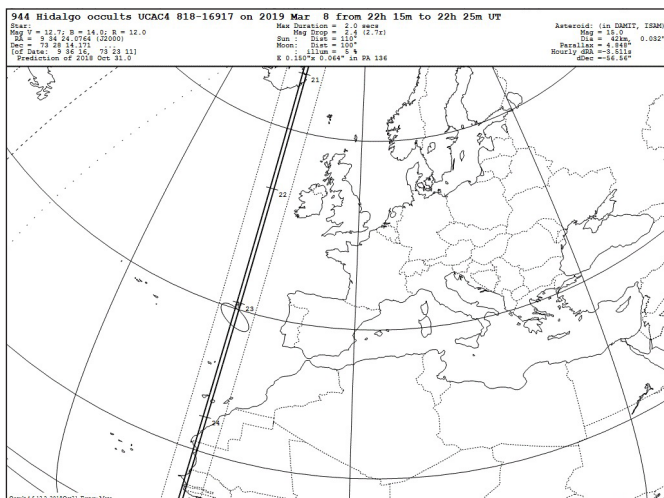 944 Hidalgo occults UCAC4 818-16917 on 2019 Mar 8 from 22h 15m to 22h 25m UT
Star:
Mag V = 12.7; B = 14.0; R = 12.0
RA = 9 34 24.0764 (J2000)
Dec = 73 28 14.171 ...
[of Date: 9 36 16, 73 23 11]
Prediction of 2018 Oct 31.0
Max Duration = 2.0 secs
Mag Drop = 2.4 (2.7r)
Sun : Dist = 110°
Moon: Dist = 100°
: illum = 5 %
E 0.150"x 0.064" in PA 136
Asteroid: (in DAMIT, ISAM)
Mag = 15.0
Dia = 42km, 0.032"
Parallax = 4.848"
Hourly dRA =-3.511s
dDec =-56.56"
21
22
23
24